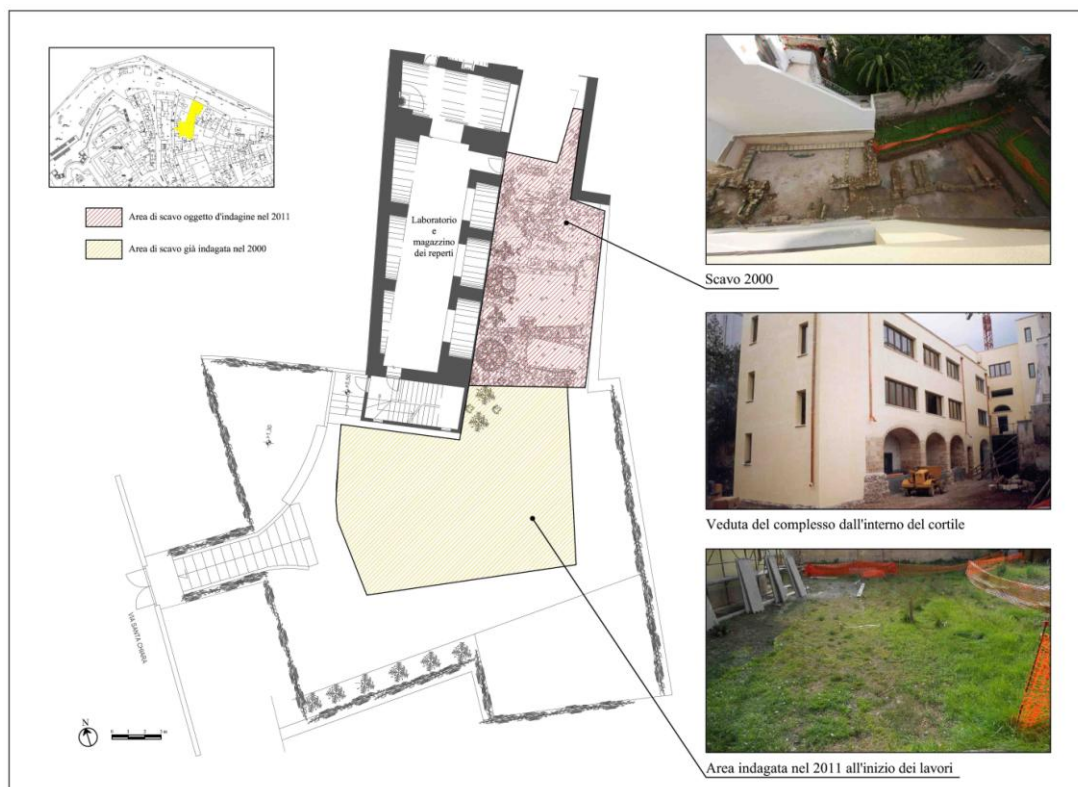 Area di scavo oggetto d'indagine nel 2011
Area di scavo già indagata nel 2000
Laboratorio
e
magazzino
dei reperti
Scavo 2000
Veduta del complesso dall'interno del cortile
VIA SANTA CHIARA
N
Area indagata nel 2011 all'inizio dei lavori